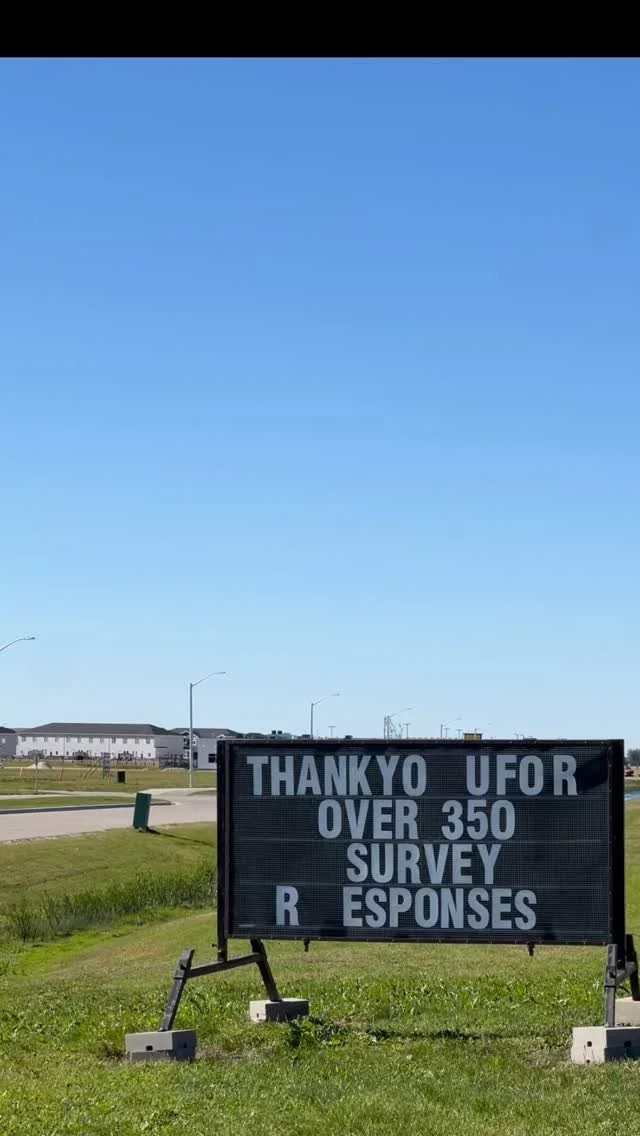 THANKYO UFOR
OVER 350
SURVEY
R ESPONSES